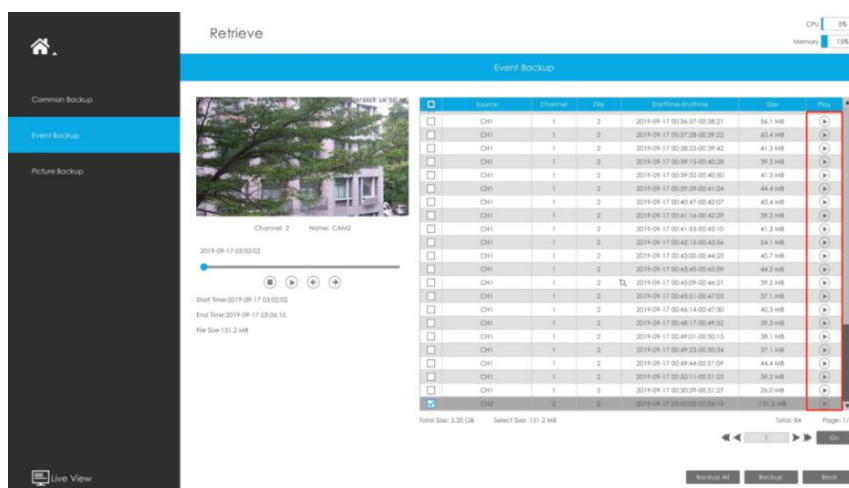 CPU 5%
Retrieve
Memory 15%
Event Backup
Common Backup
Event Backup
Picture Backup
Source Channel Disk StartTime-EndTime Size Play
CH1 1 2 2019-09-17 00:36:37-00:38:21 56.1 MB
CH1 1 2 2019-09-17 00:37:28-00:39:22 60.4 MB
CH1 1 2 2019-09-17 00:38:23-00:39:42 41.3 MB
CH1 1 2 2019-09-17 00:39:15-00:40:28 39.2 MB
CH1 1 2 2019-09-17 00:39:32-00:40:50 41.3 MB
CH1 1 2 2019-09-17 00:39:59-00:41:24 44.4 MB
CH1 1 2 2019-09-17 00:40:47-00:42:07 43.4 MB
CH1 1 2 2019-09-17 00:41:16-00:42:29 39.2 MB
CH1 1 2 2019-09-17 00:41:53-00:43:10 41.3 MB
CH1 1 2 2019-09-17 00:42:15-00:43:56 54.1 MB
CH1 1 2 2019-09-17 00:43:00-00:44:25 45.7 MB
CH1 1 2 2019-09-17 00:43:45-00:45:09 44.5 MB
CH1 1 2 2019-09-17 00:45:09-00:46:21 39.2 MB
CH1 1 2 2019-09-17 00:45:51-00:47:03 37.1 MB
CH1 1 2 2019-09-17 00:46:14-00:47:30 40.3 MB
CH1 1 2 2019-09-17 00:48:17-00:49:32 39.3 MB
CH1 1 2 2019-09-17 00:49:01-00:50:15 38.1 MB
CH1 1 2 2019-09-17 00:49:23-00:50:34 37.1 MB
CH1 1 2 2019-09-17 00:49:44-00:51:09 44.4 MB
CH1 1 2 2019-09-17 00:50:11-00:51:25 39.2 MB
CH1 1 2 2019-09-17 00:50:39-00:51:27 26.0 MB
CH2 2 2 2019-09-17 03:02:02-03:06:10 131.2 MB
Channel: 2 Name: CAM2
2019-09-17 03:02:02
Start Time:2019-09-17 03:02:02
End Time:2019-09-17 03:06:10
File Size:131.2 MB
Total Size: 3.20 GB Select Size: 131.2 MB Total: 84 Page: 1/
1 Go
Live View
Backup All Backup Back